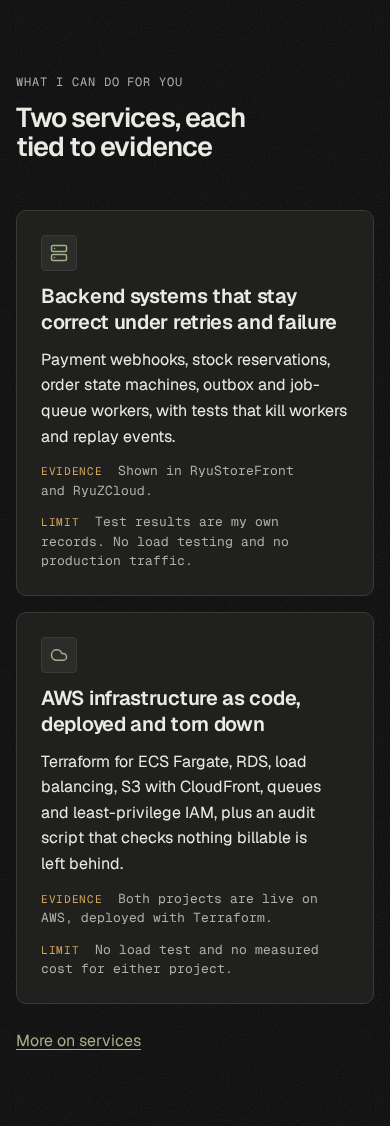 WHAT I CAN DO FOR YOU
Two services, each
tied to evidence
Backend systems that stay
correct under retries and failure
Payment webhooks, stock reservations,
order state machines, outbox and job-
queue workers, with tests that kill workers
and replay events.
EVIDENCE Shown in RyuStoreFront
and RyuZCloud.
LIMIT Test results are my own
records. No load testing and no
production traffic.
AWS infrastructure as code,
deployed and torn down
Terraform for ECS Fargate, RDS, load
balancing, S3 with CloudFront, queues
and least-privilege IAM, plus an audit
script that checks nothing billable is
left behind.
EVIDENCE Both projects are live on
AWS, deployed with Terraform.
LIMIT No load test and no measured
cost for either project.
More on services